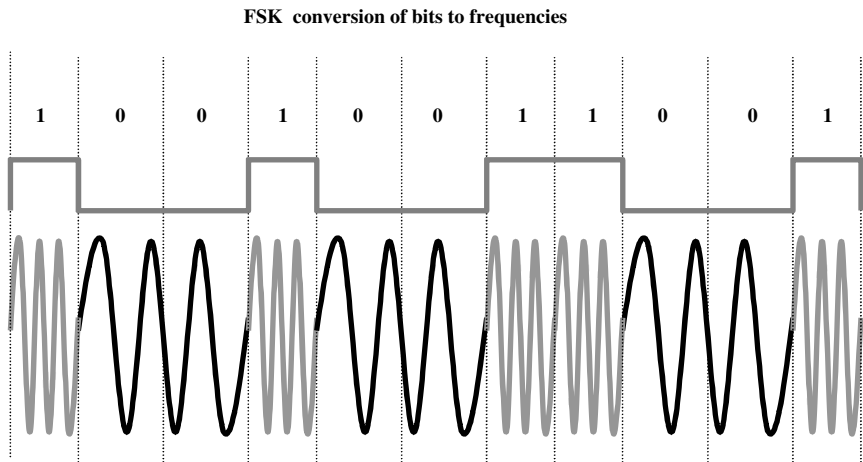 FSK conversion of bits to frequencies
1 0 0 1 0 0 1 1 0 0 1